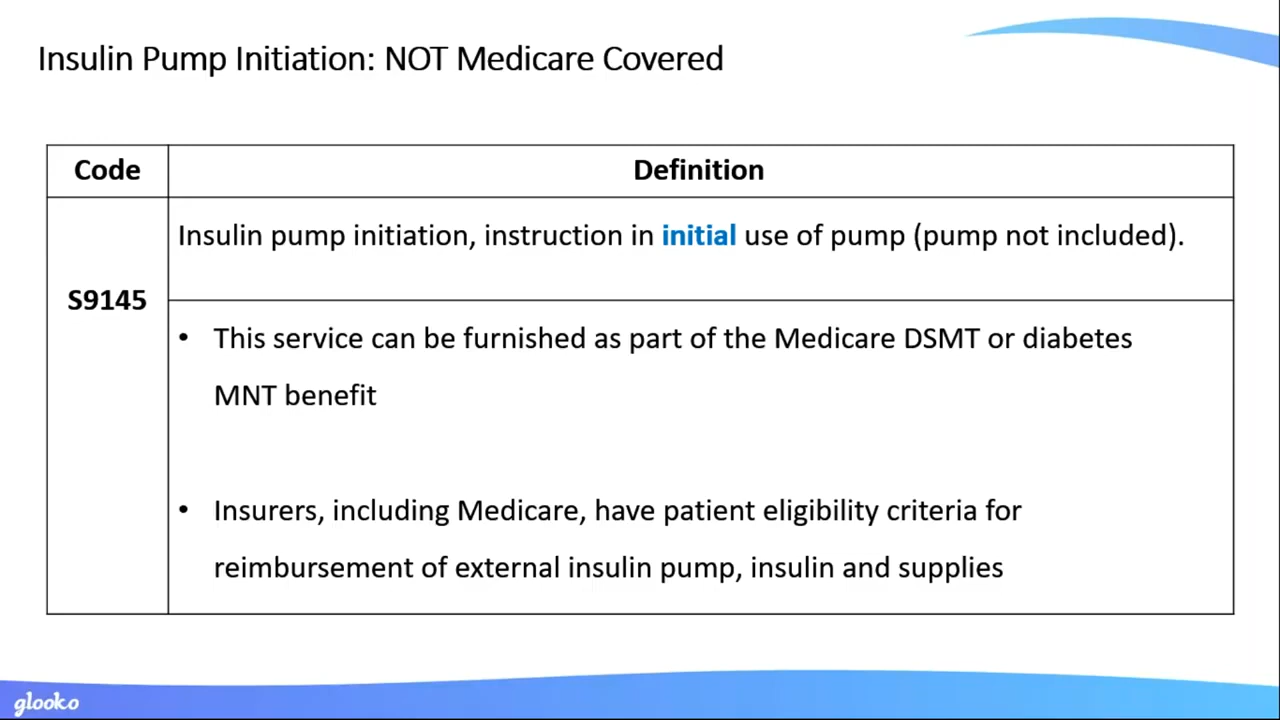 Insulin Pump Initiation: NOT Medicare Covered
Code
Definition
S9145
Insulin pump initiation, instruction in initial use of pump (pump not included).
• This service can be furnished as part of the Medicare DSMT or diabetes
MNT benefit
• Insurers, including Medicare, have patient eligibility criteria for
reimbursement of external insulin pump, insulin and supplies
glooko